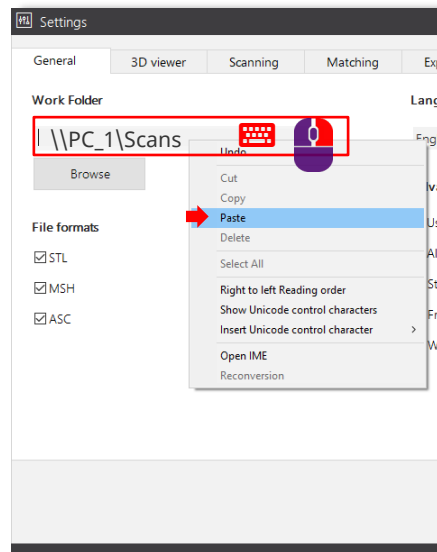 Settings
General 3D viewer Scanning Matching
Work Folder
\\PC_1\Scans
Browse
Undo
Cut
Copy
Paste
Delete
Select All
Right to left Reading order
Show Unicode control characters
Insert Unicode control character >
Open IME
Reconversion
File formats
STL
MSH
ASC